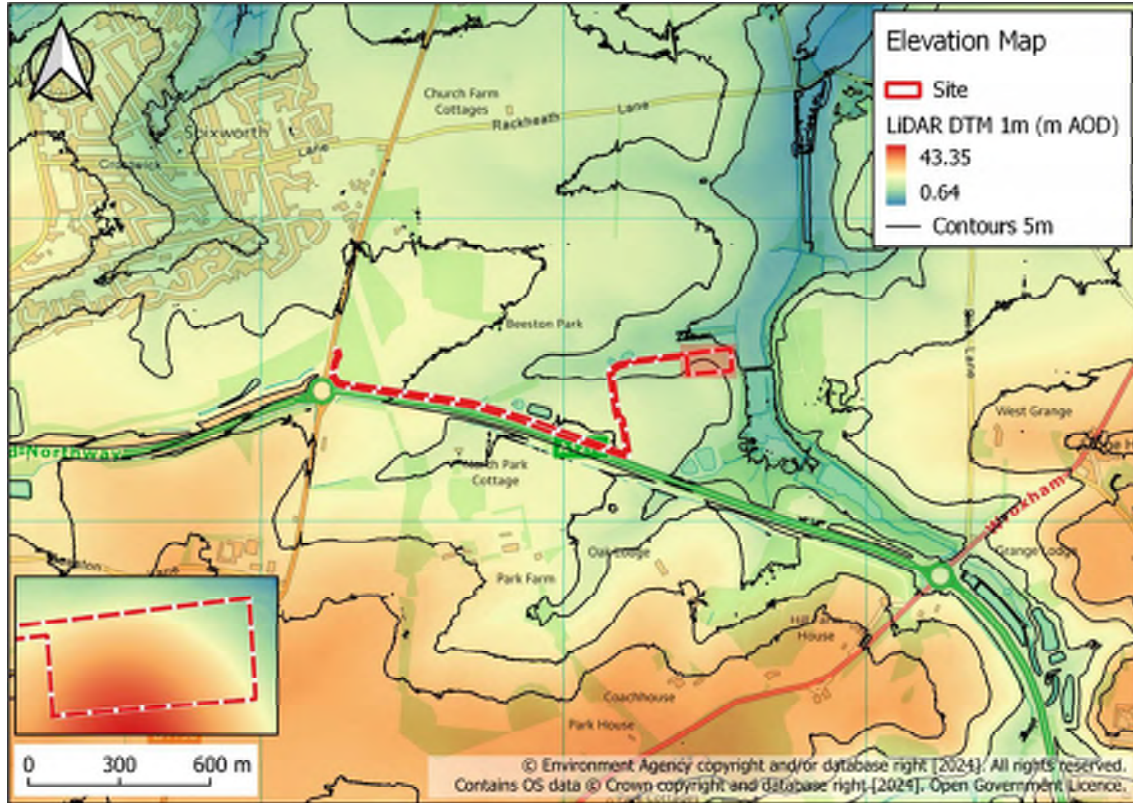 Elevation Map
Site
LiDAR DTM 1m (m AOD)
43.35
0.64
Contours 5m
Church Farm
Cottages
Rackheath Lane
Spixworth
Lane
Crostwick
Beeston Park
West Grange
d Northway
North Park
Cottage
Wroxham
Oak Lodge
Grange Lodge
Park Farm
Hill Farm
House
Coachhouse
Park House
0 300 600 m
© Environment Agency copyright and/or database right [2024]. All rights reserved.
Contains OS data © Crown copyright and database right [2024]. Open Government Licence.